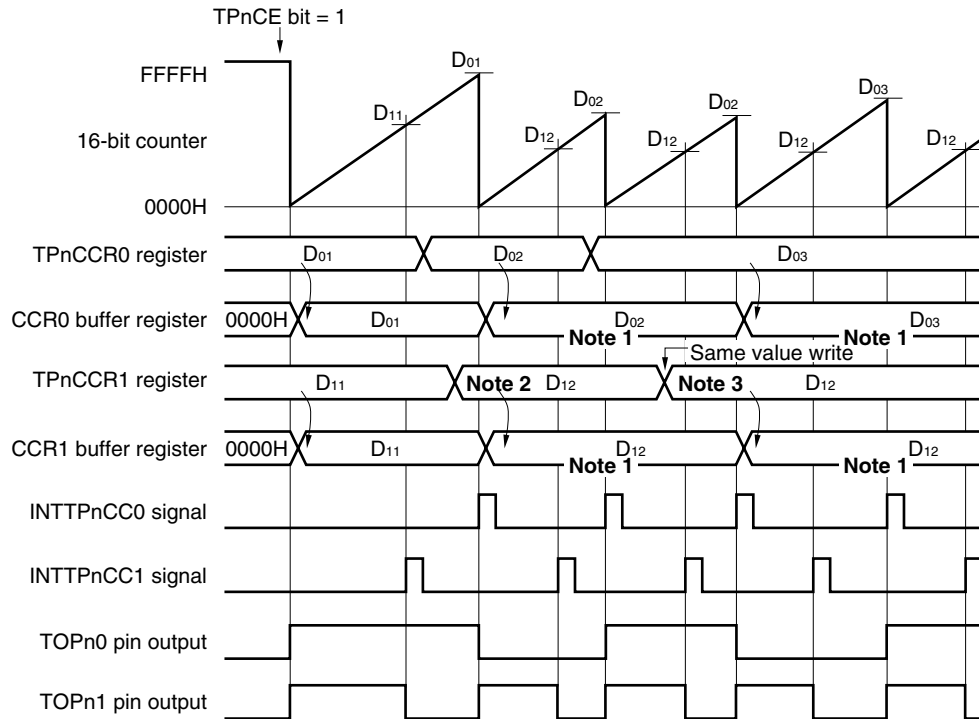 TPnCE bit = 1
FFFFH
D01
D11
D02
D02
D03
16-bit counter
D12
D12
D12
D12
0000H
TPnCCR0 register
D01
D02
D03
CCR0 buffer register
0000H
D01
D02
D03
Note 1
Note 1
Same value write
TPnCCR1 register
D11
Note 2
D12
Note 3
D12
CCR1 buffer register
0000H
D11
D12
D12
Note 1
Note 1
INTTPnCC0 signal
INTTPnCC1 signal
TOPn0 pin output
TOPn1 pin output